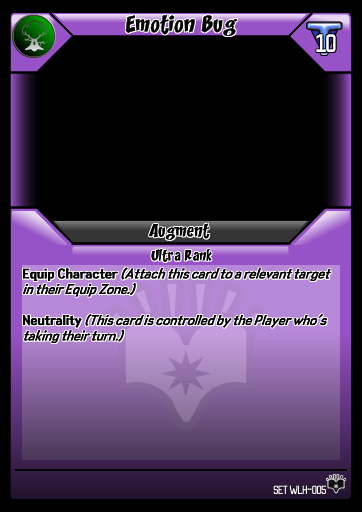 Emotion Bug
10
Augment
Ultra Rank
Equip Character (Attach this card to a relevant target
in their Equip Zone.)
Neutrality (This card is controlled by the Player who's
taking their turn.)
SET WLH-005